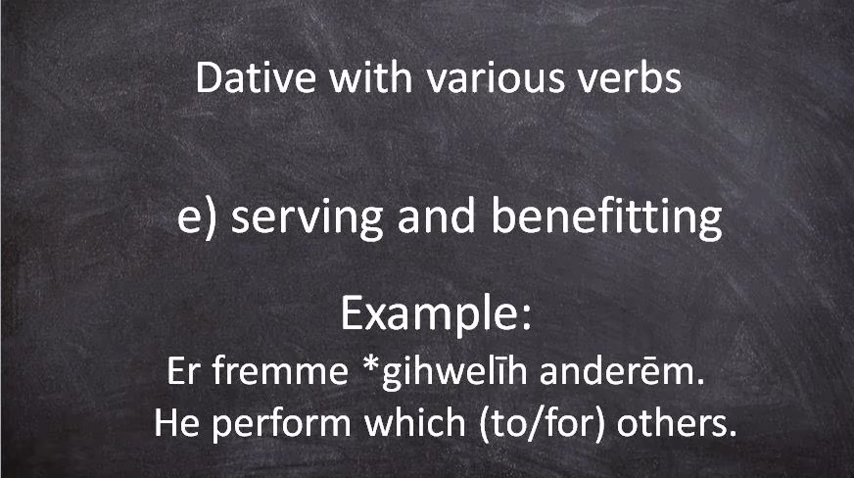 Dative with various verbs
e) serving and benefitting
Example:
Er fremme *gihwelīh anderēm.
He perform which (to/for) others.